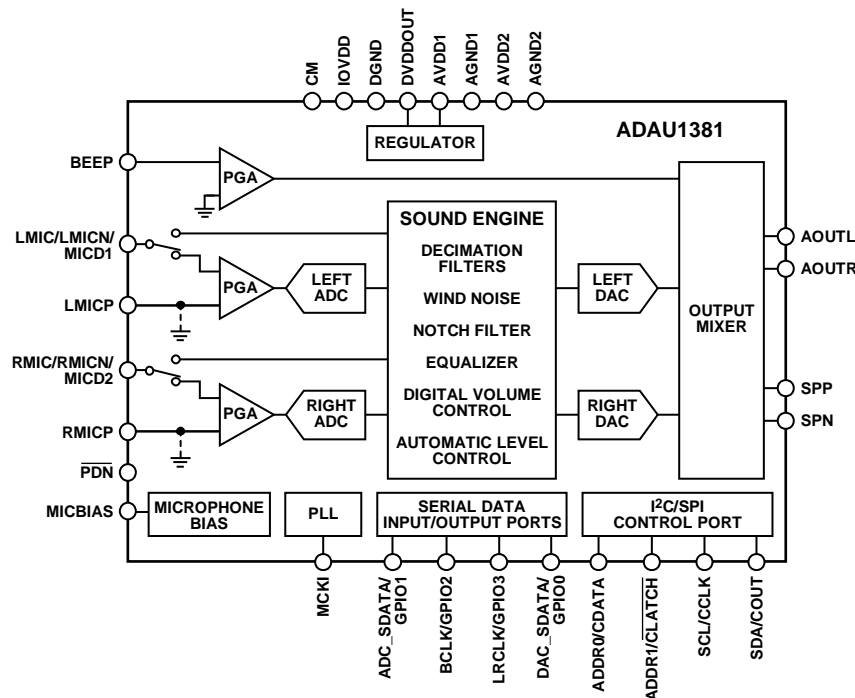 CM
IOVDD
DGND
DVDDOUT
AVDD1
AGND1
AVDD2
AGND2
REGULATOR
ADAU1381
BEEP
PGA
LMIC/LMICN/
MICD1
PGA
LEFT
ADC
LMICP
RMIC/RMICN/
MICD2
PGA
RIGHT
ADC
RMICP
PDN
MICBIAS
MICROPHONE
BIAS
SOUND ENGINE
DECIMATION
FILTERS
WIND NOISE
NOTCH FILTER
EQUALIZER
DIGITAL VOLUME
CONTROL
AUTOMATIC LEVEL
CONTROL
LEFT
DAC
RIGHT
DAC
OUTPUT
MIXER
AOUTL
AOUTR
SPP
SPN
PLL
SERIAL DATA
INPUT/OUTPUT PORTS
I²C/SPI
CONTROL PORT
MCKI
ADC_SDATA/
GPIO1
BCLK/GPIO2
LRCLK/GPIO3
DAC_SDATA/
GPIO0
ADDR0/CDATA
ADDR1/CLATCH
SCL/CCLK
SDA/COUT